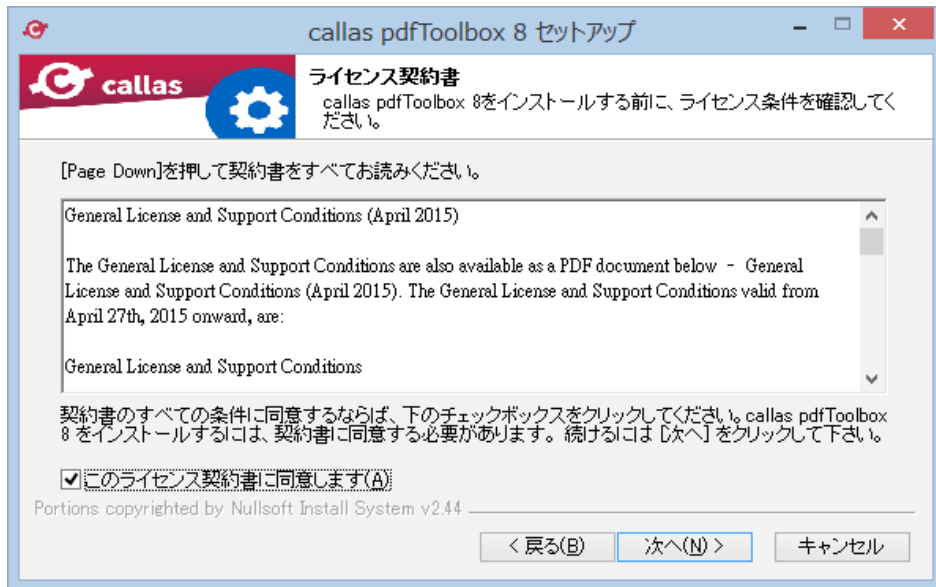 callas pdfToolbox 8 セットアップ
callas
ライセンス契約書
callas pdfToolbox 8をインストールする前に、ライセンス条件を確認してく
ださい。
[Page Down]を押して契約書をすべてお読みください。
General License and Support Conditions (April 2015)
The General License and Support Conditions are also available as a PDF document below - General
License and Support Conditions (April 2015). The General License and Support Conditions valid from
April 27th, 2015 onward, are:
General License and Support Conditions
契約書のすべての条件に同意するならば、下のチェックボックスをクリックしてください。callas pdfToolbox
8 をインストールするには、契約書に同意する必要があります。続けるには [次へ] をクリックして下さい。
このライセンス契約書に同意します(A)
Portions copyrighted by Nullsoft Install System v2.44
< 戻る(B)
次へ(N) >
キャンセル